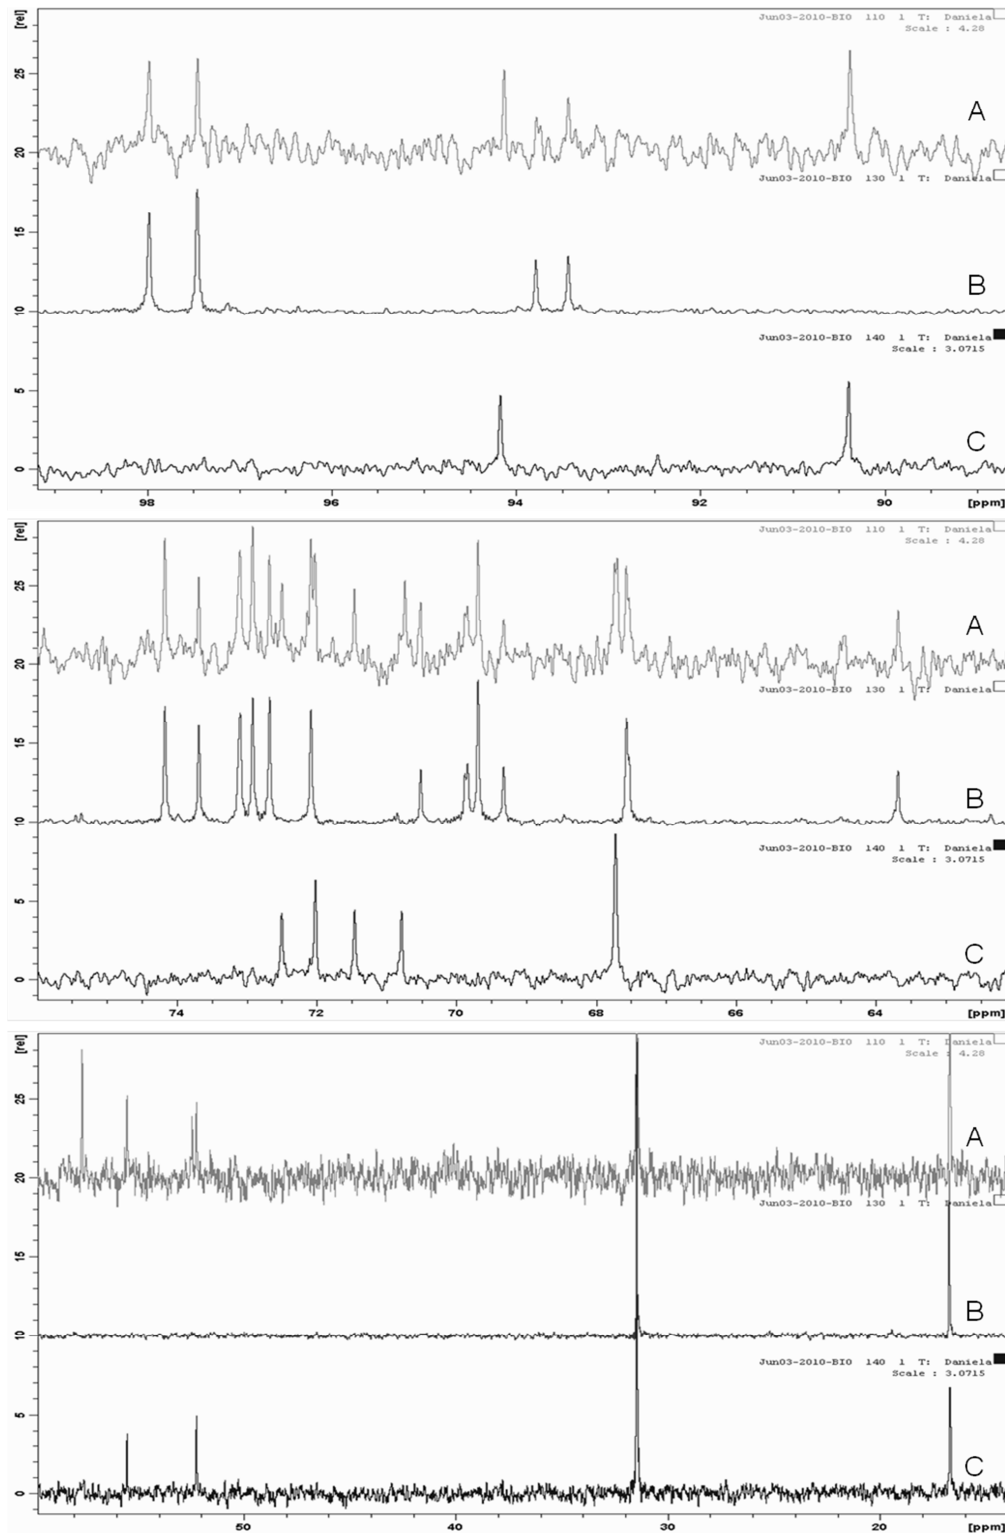 [rel]
Jun03-2010-BIO 110 1 T: Daniela
Scale : 4.28
25
A
20
Jun03-2010-BIO 130 1 T: Daniela
15
B
10
Jun03-2010-BIO 140 1 T: Daniela
Scale : 3.0715
5
C
0
98 96 94 92 90 [ppm]
[rel]
Jun03-2010-BIO 110 1 T: Daniela
Scale : 4.28
25
A
20
Jun03-2010-BIO 130 1 T: Daniela
15
B
10
Jun03-2010-BIO 140 1 T: Daniela
Scale : 3.0715
5
C
0
74 72 70 68 66 64 [ppm]
[rel]
Jun03-2010-BIO 110 1 T: Daniela
Scale : 4.28
25
A
20
Jun03-2010-BIO 130 1 T: Daniela
15
B
10
Jun03-2010-BIO 140 1 T: Daniela
Scale : 3.0715
5
C
0
50 40 30 20 [ppm]